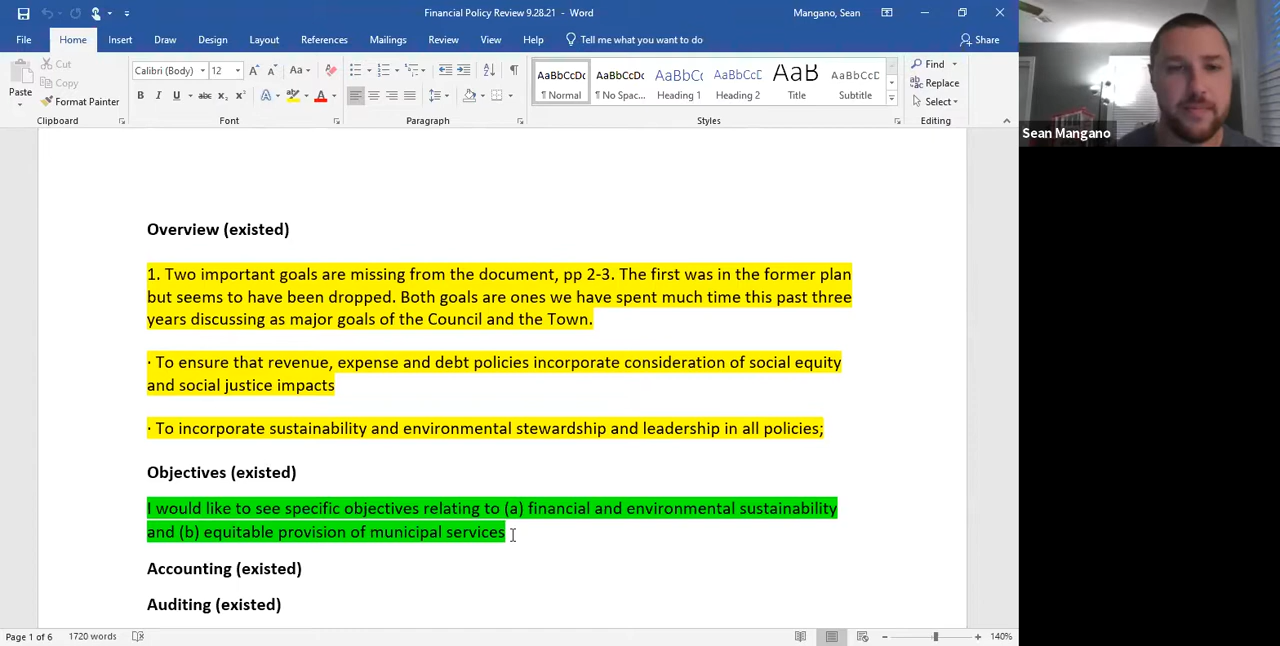 Financial Policy Review 9.28.21 - Word
Mangano, Sean
File Home Insert Draw Design Layout References Mailings Review View Help Tell me what you want to do Share
Cut
Copy
Format Painter
Paste
Calibri (Body) 12
AaBbCcDc AaBbCcDc AaBbCc AaBbCcD AaB AaBbCcD
¶ Normal ¶ No Spac... Heading 1 Heading 2 Title Subtitle
Find
Replace
Select
Clipboard Font Paragraph Styles Editing
Sean Mangano
Overview (existed)
1. Two important goals are missing from the document, pp 2-3. The first was in the former plan
but seems to have been dropped. Both goals are ones we have spent much time this past three
years discussing as major goals of the Council and the Town.
· To ensure that revenue, expense and debt policies incorporate consideration of social equity
and social justice impacts
· To incorporate sustainability and environmental stewardship and leadership in all policies;
Objectives (existed)
I would like to see specific objectives relating to (a) financial and environmental sustainability
and (b) equitable provision of municipal services
Accounting (existed)
Auditing (existed)
Page 1 of 6 1720 words 140%